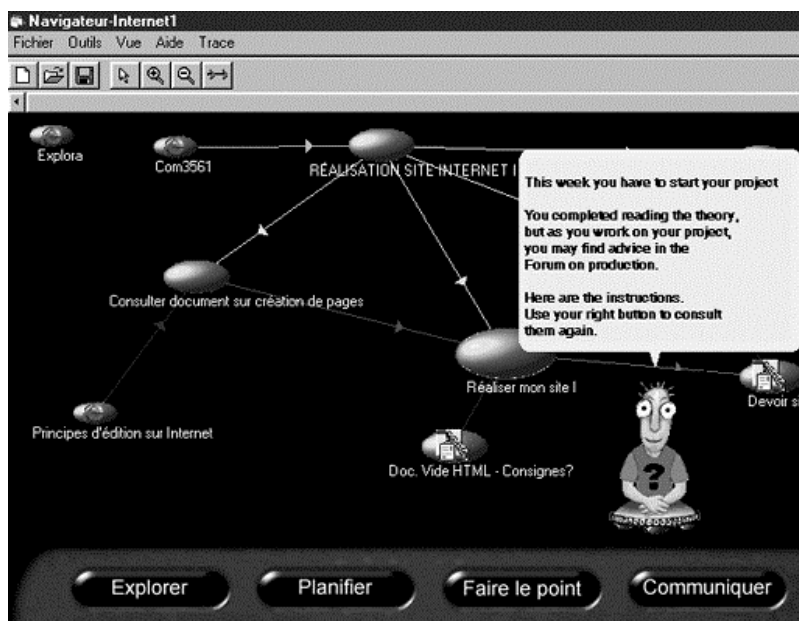 Navigateur-Internet1
Fichier Outils Vue Aide Trace
Explora
Com3561
RÉALISATION SITE INTERNET I
This week you have to start your project
You completed reading the theory,
but as you wrork on your project,
you may find advice in the
Forum on production.
Here are the instructions.
Use your right button to consult
them again.
Consulter document sur création de pages
Réaliser mon site I
Devoir si
Principes d'édition sur Internet
Doc. Vide HTML - Consignes?
?
Explorer Planifier Faire le point Communiquer